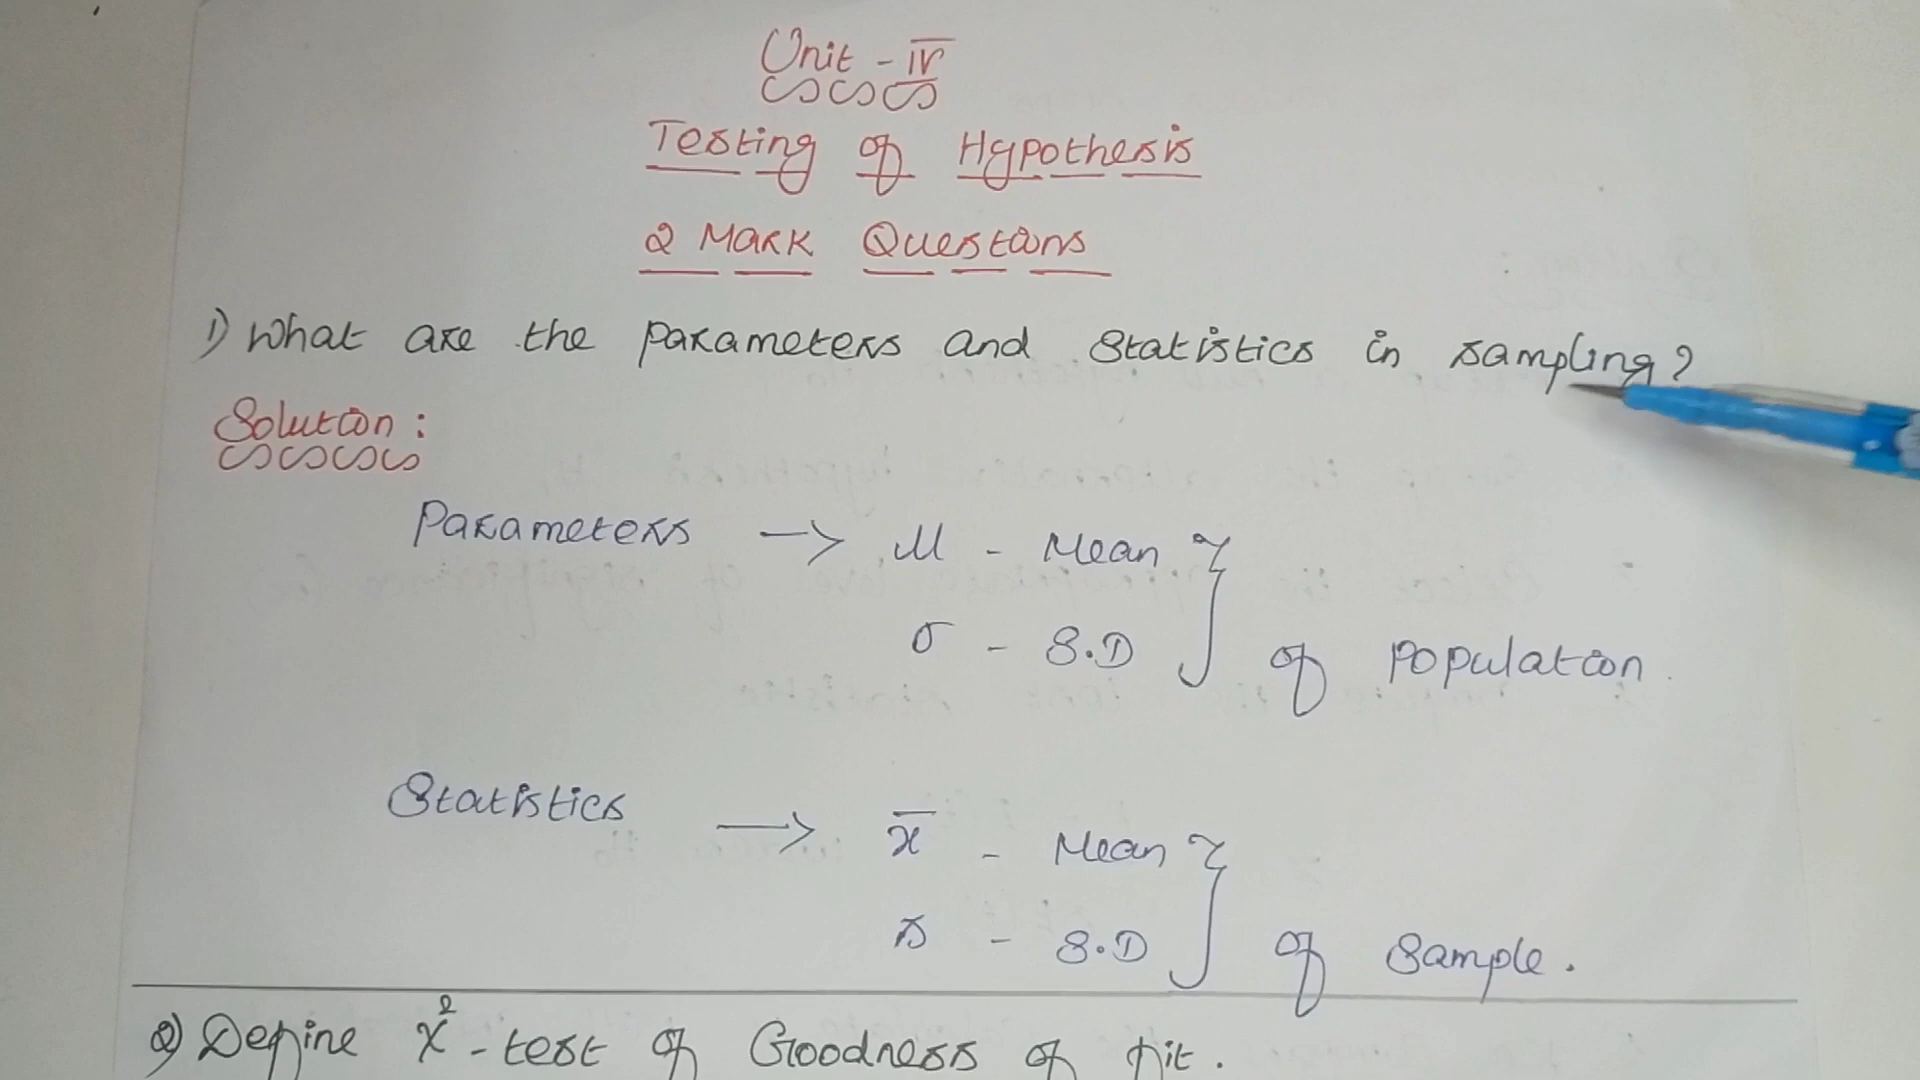 Unit - IV
Testing of Hypothesis
2 Mark Questions
1) What are the parameters and Statistics in sampling?
Solution:
Parameters → μ - Mean
σ - S.D } of Population.
Statistics → x̄ - Mean
s - S.D } of Sample.
2) Define χ²-test of Goodness of fit.